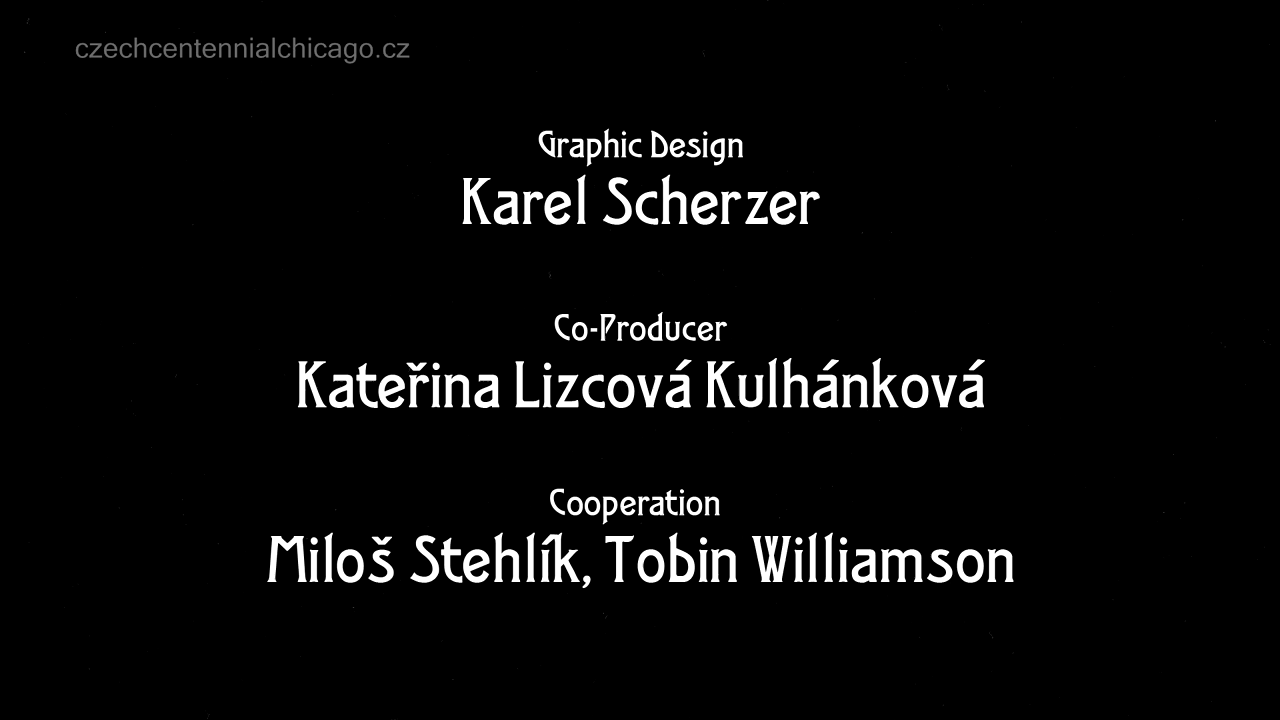 czechcentennialchicago.cz
Graphic Design
Karel Scherzer
Co-Producer
Kateřina Lizcová Kulhánková
Cooperation
Miloš Stehlík, Tobin Williamson